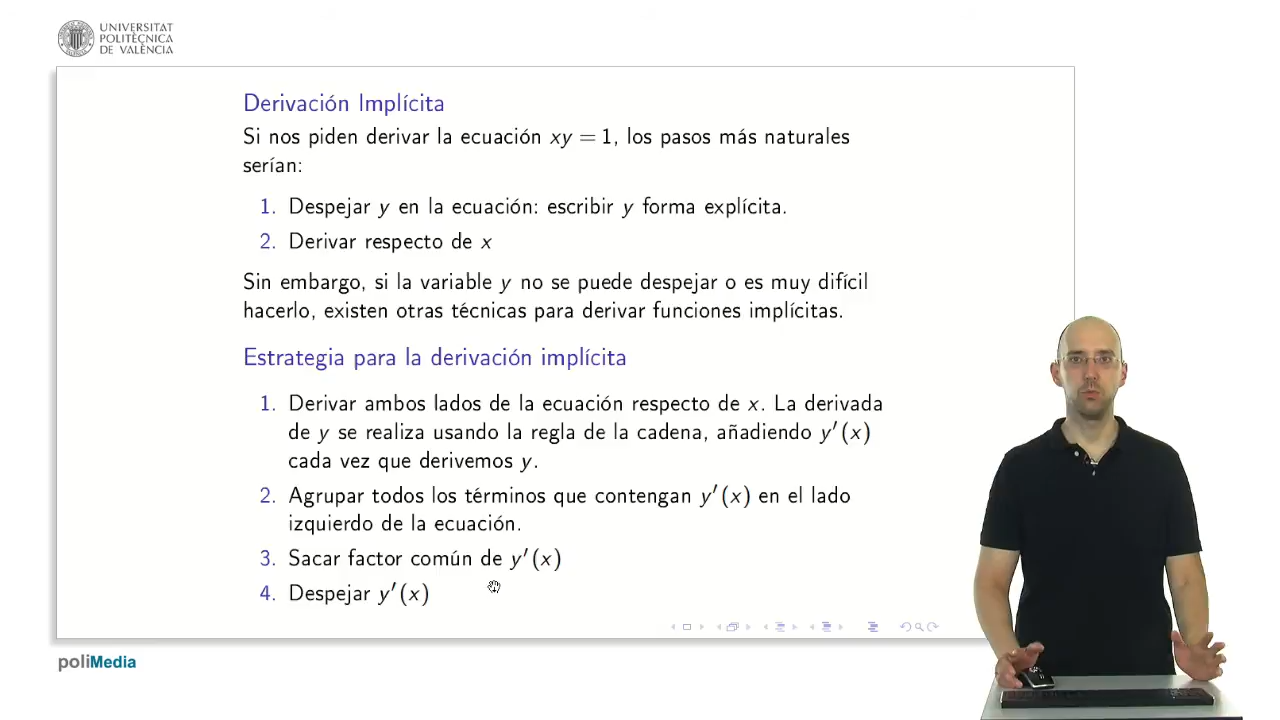 UNIVERSITAT
POLITÈCNICA
DE VALÈNCIA
Derivación Implícita
Si nos piden derivar la ecuación xy = 1, los pasos más naturales
serían:
1. Despejar y en la ecuación: escribir y forma explícita.
2. Derivar respecto de x
Sin embargo, si la variable y no se puede despejar o es muy difícil
hacerlo, existen otras técnicas para derivar funciones implícitas.
Estrategia para la derivación implícita
1. Derivar ambos lados de la ecuación respecto de x. La derivada
de y se realiza usando la regla de la cadena, añadiendo y′(x)
cada vez que derivemos y.
2. Agrupar todos los términos que contengan y′(x) en el lado
izquierdo de la ecuación.
3. Sacar factor común de y′(x)
4. Despejar y′(x)
poliMedia